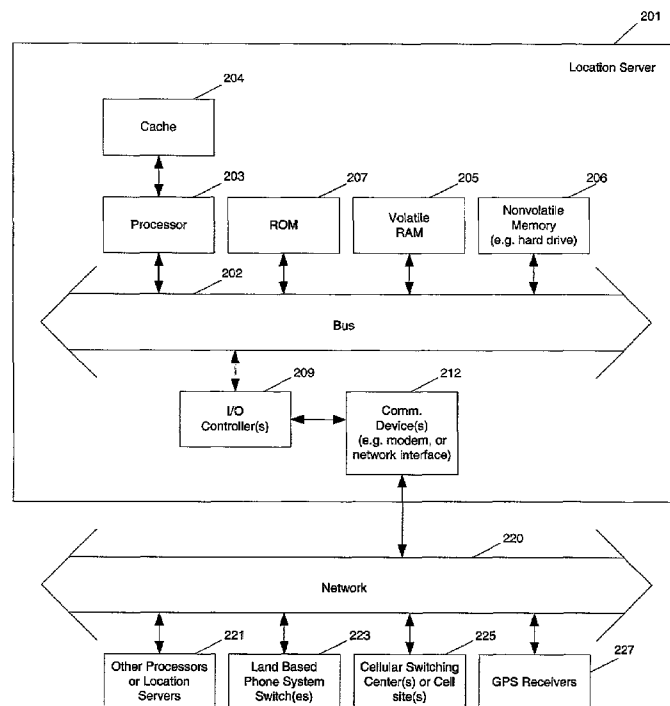 201
Location Server
204
Cache
203
207
205
206
Processor
ROM
Volatile
RAM
Nonvolatile
Memory
(e.g. hard drive)
202
Bus
209
212
I/O
Controller(s)
Comm.
Device(s)
(e.g. modem, or
network interface)
220
Network
221
223
225
227
Other Processors
or Location
Servers
Land Based
Phone System
Switch(es)
Cellular Switching
Center(s) or Cell
site(s)
GPS Receivers